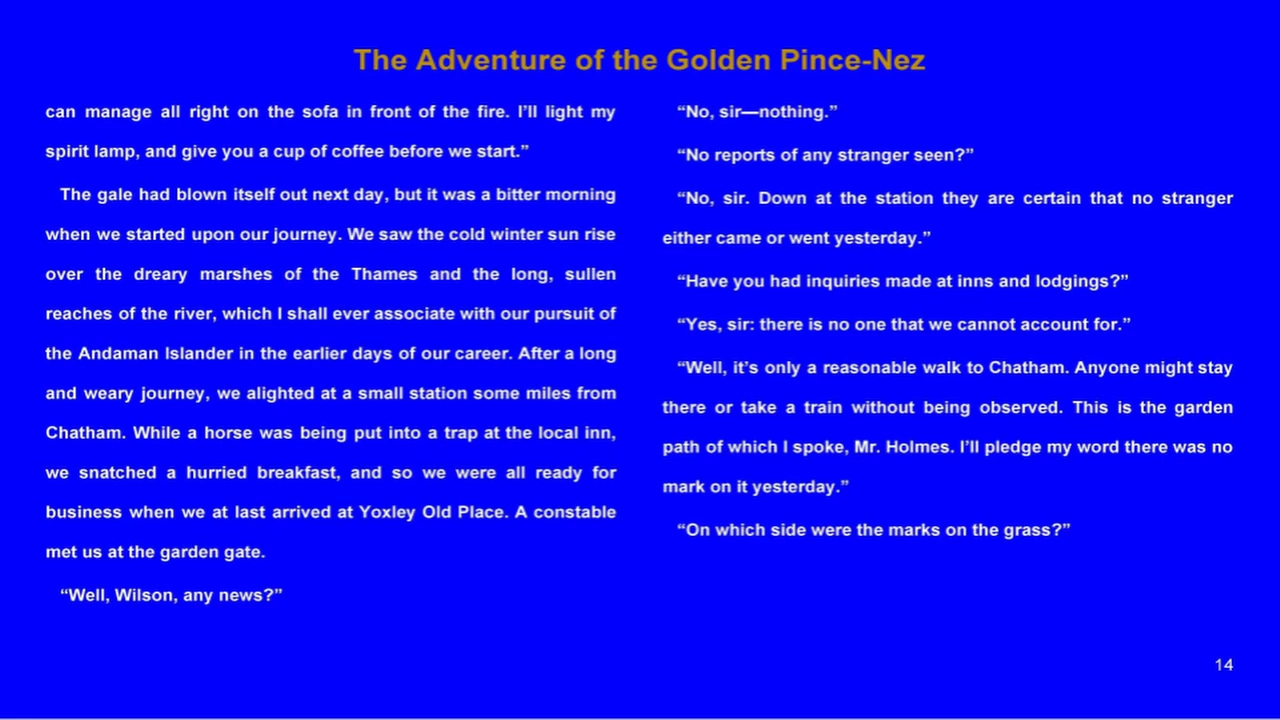 The Adventure of the Golden Pince-Nez
can manage all right on the sofa in front of the fire. I’ll light my
spirit lamp, and give you a cup of coffee before we start.”
The gale had blown itself out next day, but it was a bitter morning
when we started upon our journey. We saw the cold winter sun rise
over the dreary marshes of the Thames and the long, sullen
reaches of the river, which I shall ever associate with our pursuit of
the Andaman Islander in the earlier days of our career. After a long
and weary journey, we alighted at a small station some miles from
Chatham. While a horse was being put into a trap at the local inn,
we snatched a hurried breakfast, and so we were all ready for
business when we at last arrived at Yoxley Old Place. A constable
met us at the garden gate.
“Well, Wilson, any news?”
“No, sir—nothing.”
“No reports of any stranger seen?”
“No, sir. Down at the station they are certain that no stranger
either came or went yesterday.”
“Have you had inquiries made at inns and lodgings?”
“Yes, sir: there is no one that we cannot account for.”
“Well, it’s only a reasonable walk to Chatham. Anyone might stay
there or take a train without being observed. This is the garden
path of which I spoke, Mr. Holmes. I’ll pledge my word there was no
mark on it yesterday.”
“On which side were the marks on the grass?”
14